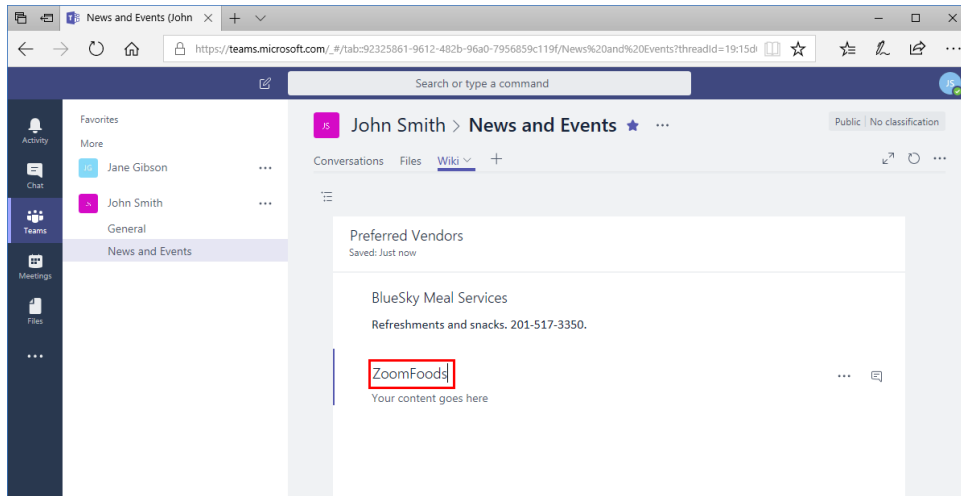 News and Events (John
https://teams.microsoft.com/_#/tab::92325861-9612-482b-96a0-7956859c119f/News%20and%20Events?threadId=19:15d
Search or type a command
JS
Activity
Chat
Teams
Meetings
Files
Favorites
More
JG Jane Gibson
JS John Smith
General
News and Events
JS John Smith > News and Events
Public No classification
Conversations Files Wiki
Preferred Vendors
Saved: Just now
BlueSky Meal Services
Refreshments and snacks. 201-517-3350.
ZoomFoods
Your content goes here